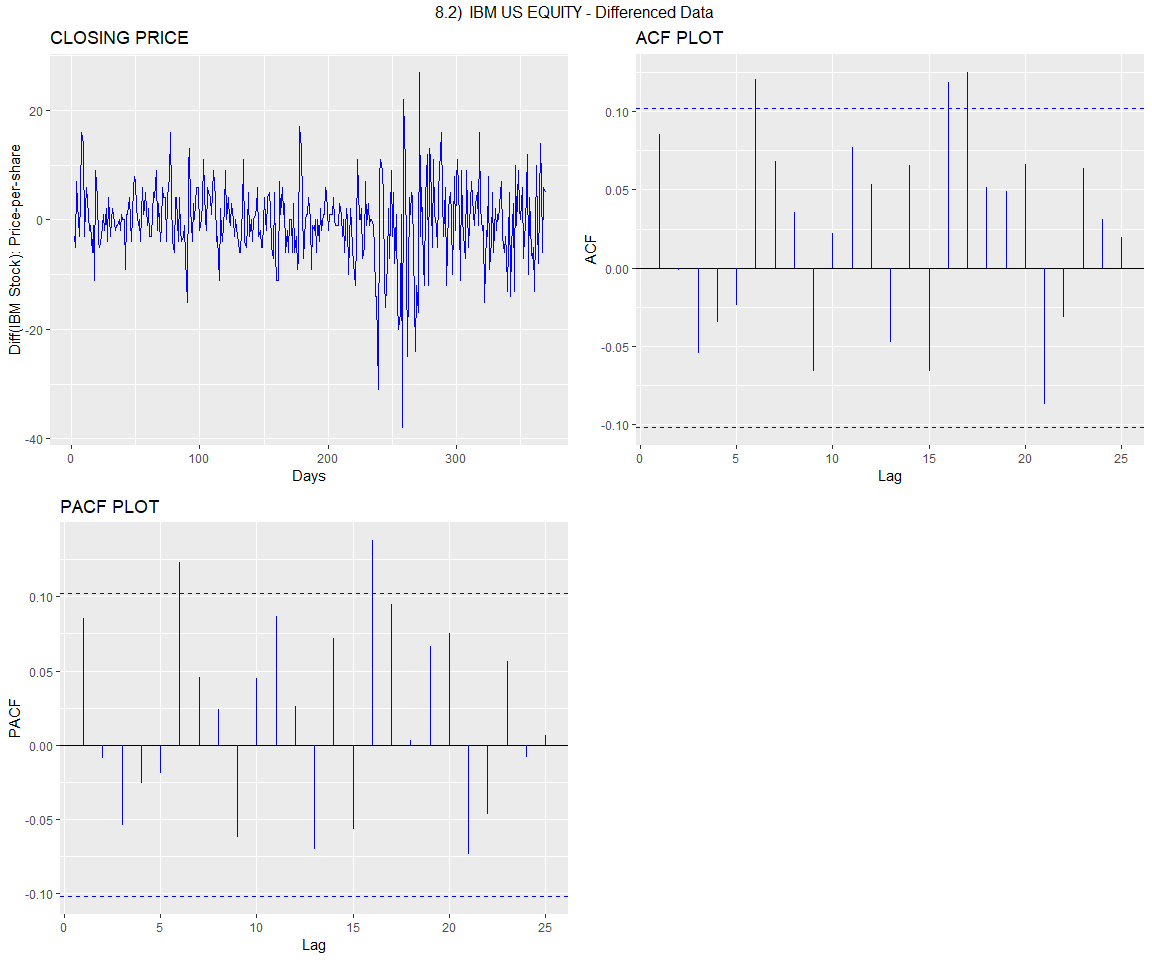 8.2) IBM US EQUITY - Differenced Data
CLOSING PRICE
Diff(IBM Stock): Price-per-share
20
0
-20
-40
0 100 200 300
Days
ACF PLOT
ACF
0.10
0.05
0.00
-0.05
-0.10
0 5 10 15 20 25
Lag
PACF PLOT
PACF
0.10
0.05
0.00
-0.05
-0.10
0 5 10 15 20 25
Lag